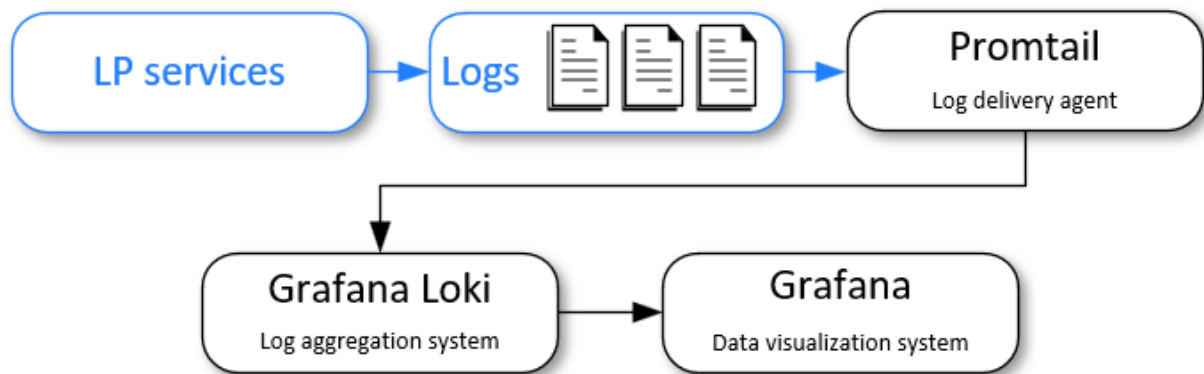 LP services
Logs
Promtail
Log delivery agent
Grafana Loki
Log aggregation system
Grafana
Data visualization system